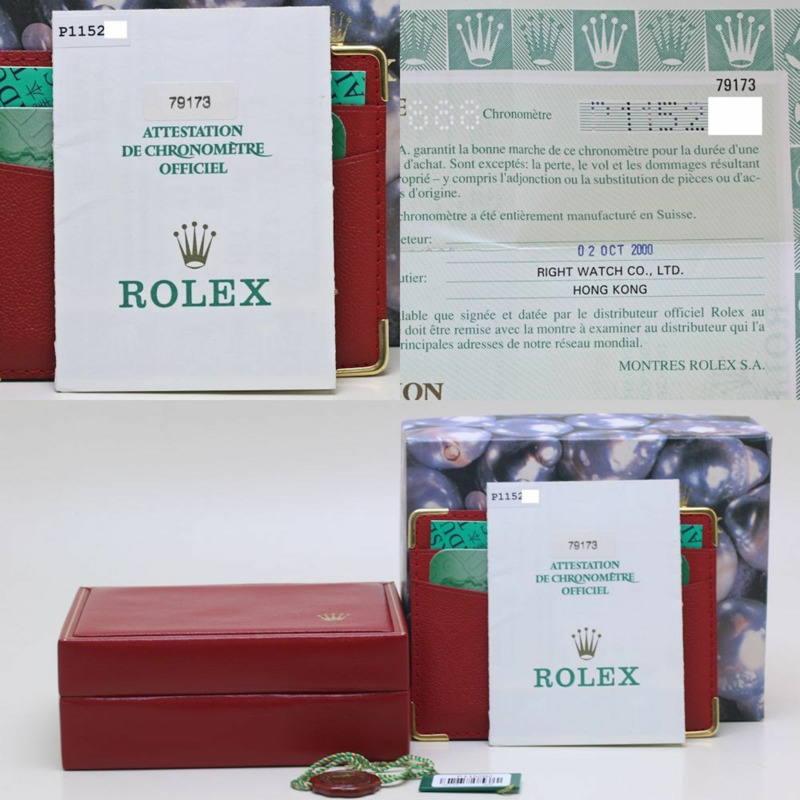 P1152
79173
ATTESTATION
DE CHRONOMÈTRE
OFFICIEL
ROLEX
79173
Chronomètre P1152
A. garantit la bonne marche de ce chronomètre pour la durée d'une
d'achat. Sont exceptés: la perte, le vol et les dommages résultant
oprié – y compris l'adjonction ou la substitution de pièces ou d'ac-
s d'origine.
chronomètre a été entièrement manufacturé en Suisse.
eteur:
02 OCT 2000
utier: RIGHT WATCH CO., LTD.
HONG KONG
lable que signée et datée par le distributeur officiel Rolex au
doit être remise avec la montre à examiner au distributeur qui l'a
rincipales adresses de notre réseau mondial.
MONTRES ROLEX S.A.
ON
P1152
79173
ATTESTATION
DE CHRONOMÈTRE
OFFICIEL
ROLEX